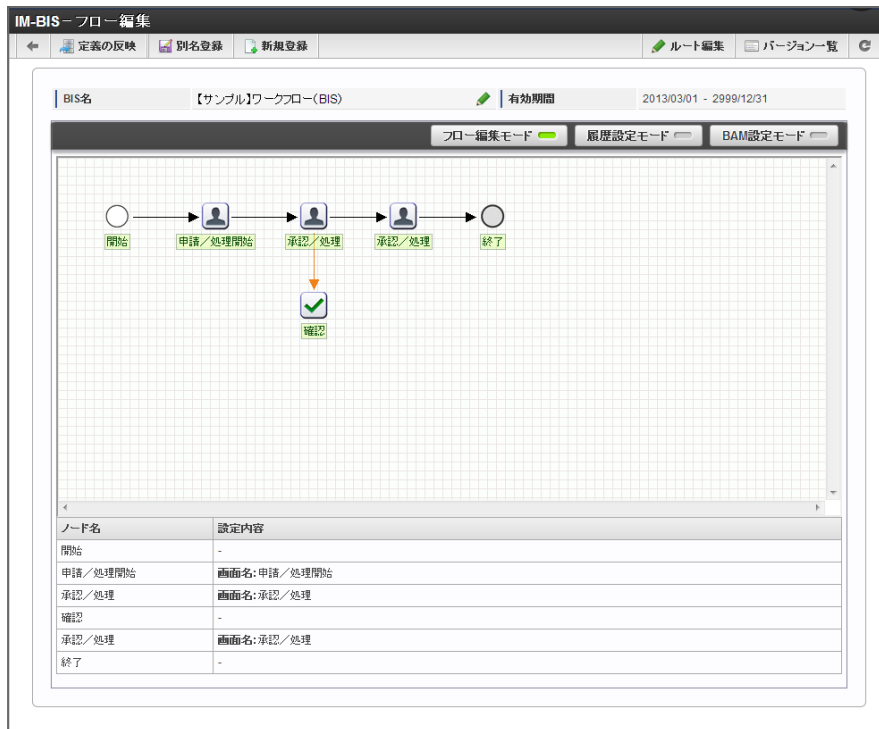 IM-BIS－フロー編集
定義の反映 別名登録 新規登録 ルート編集 バージョン一覧
BIS名 【サンプル】ワークフロー（BIS） 有効期間 2013/03/01 - 2999/12/31
フロー編集モード 履歴設定モード BAM設定モード
開始 申請／処理開始 承認／処理 承認／処理 終了
確認
ノード名 設定内容
開始 -
申請／処理開始 画面名:申請／処理開始
承認／処理 画面名:承認／処理
確認 -
承認／処理 画面名:承認／処理
終了 -